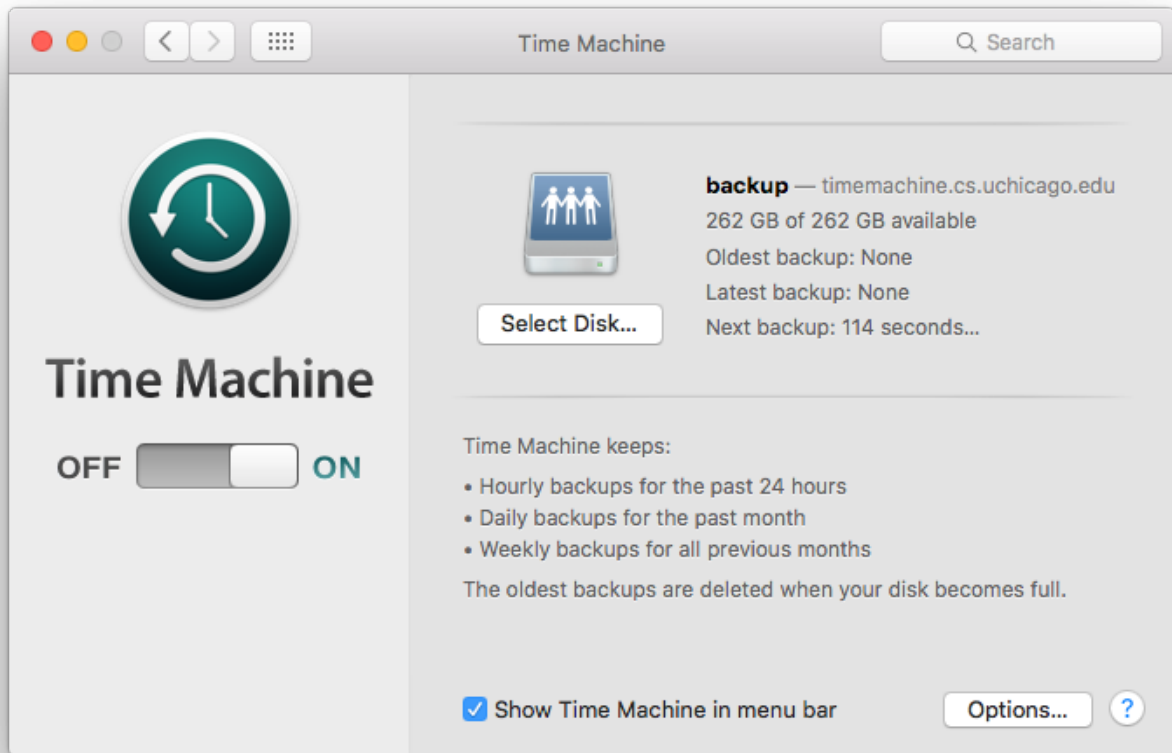 Time Machine
Search
Time Machine
OFF ON
Select Disk...
backup — timemachine.cs.uchicago.edu
262 GB of 262 GB available
Oldest backup: None
Latest backup: None
Next backup: 114 seconds...
Time Machine keeps:
• Hourly backups for the past 24 hours
• Daily backups for the past month
• Weekly backups for all previous months
The oldest backups are deleted when your disk becomes full.
Show Time Machine in menu bar
Options...
?